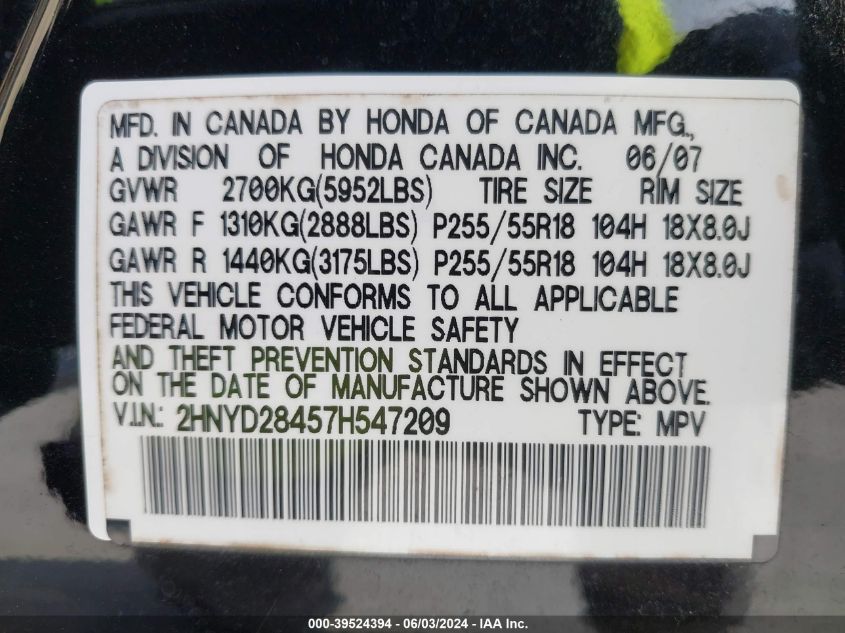 MFD. IN CANADA BY HONDA OF CANADA MFG.,
A DIVISION OF HONDA CANADA INC. 06/07
GVWR 2700KG(5952LBS) TIRE SIZE RIM SIZE
GAWR F 1310KG(2888LBS) P255/55R18 104H 18X8.0J
GAWR R 1440KG(3175LBS) P255/55R18 104H 18X8.0J
THIS VEHICLE CONFORMS TO ALL APPLICABLE
FEDERAL MOTOR VEHICLE SAFETY
AND THEFT PREVENTION STANDARDS IN EFFECT
ON THE DATE OF MANUFACTURE SHOWN ABOVE.
V.I.N.: 2HNYD28457H547209 TYPE: MPV
000-39524394 - 06/03/2024 - IAA Inc.